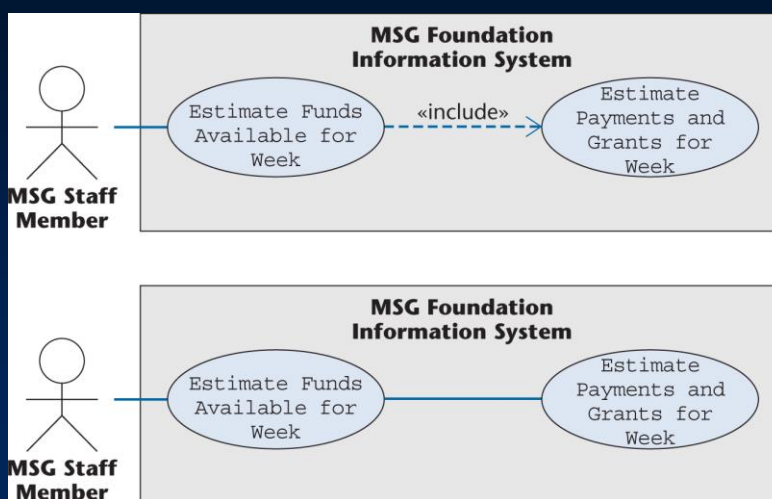 MSG Foundation
Information System
Estimate Funds
Available for
Week
«include»
Estimate
Payments and
Grants for
Week
MSG Staff
Member
MSG Foundation
Information System
Estimate Funds
Available for
Week
Estimate
Payments and
Grants for
Week
MSG Staff
Member